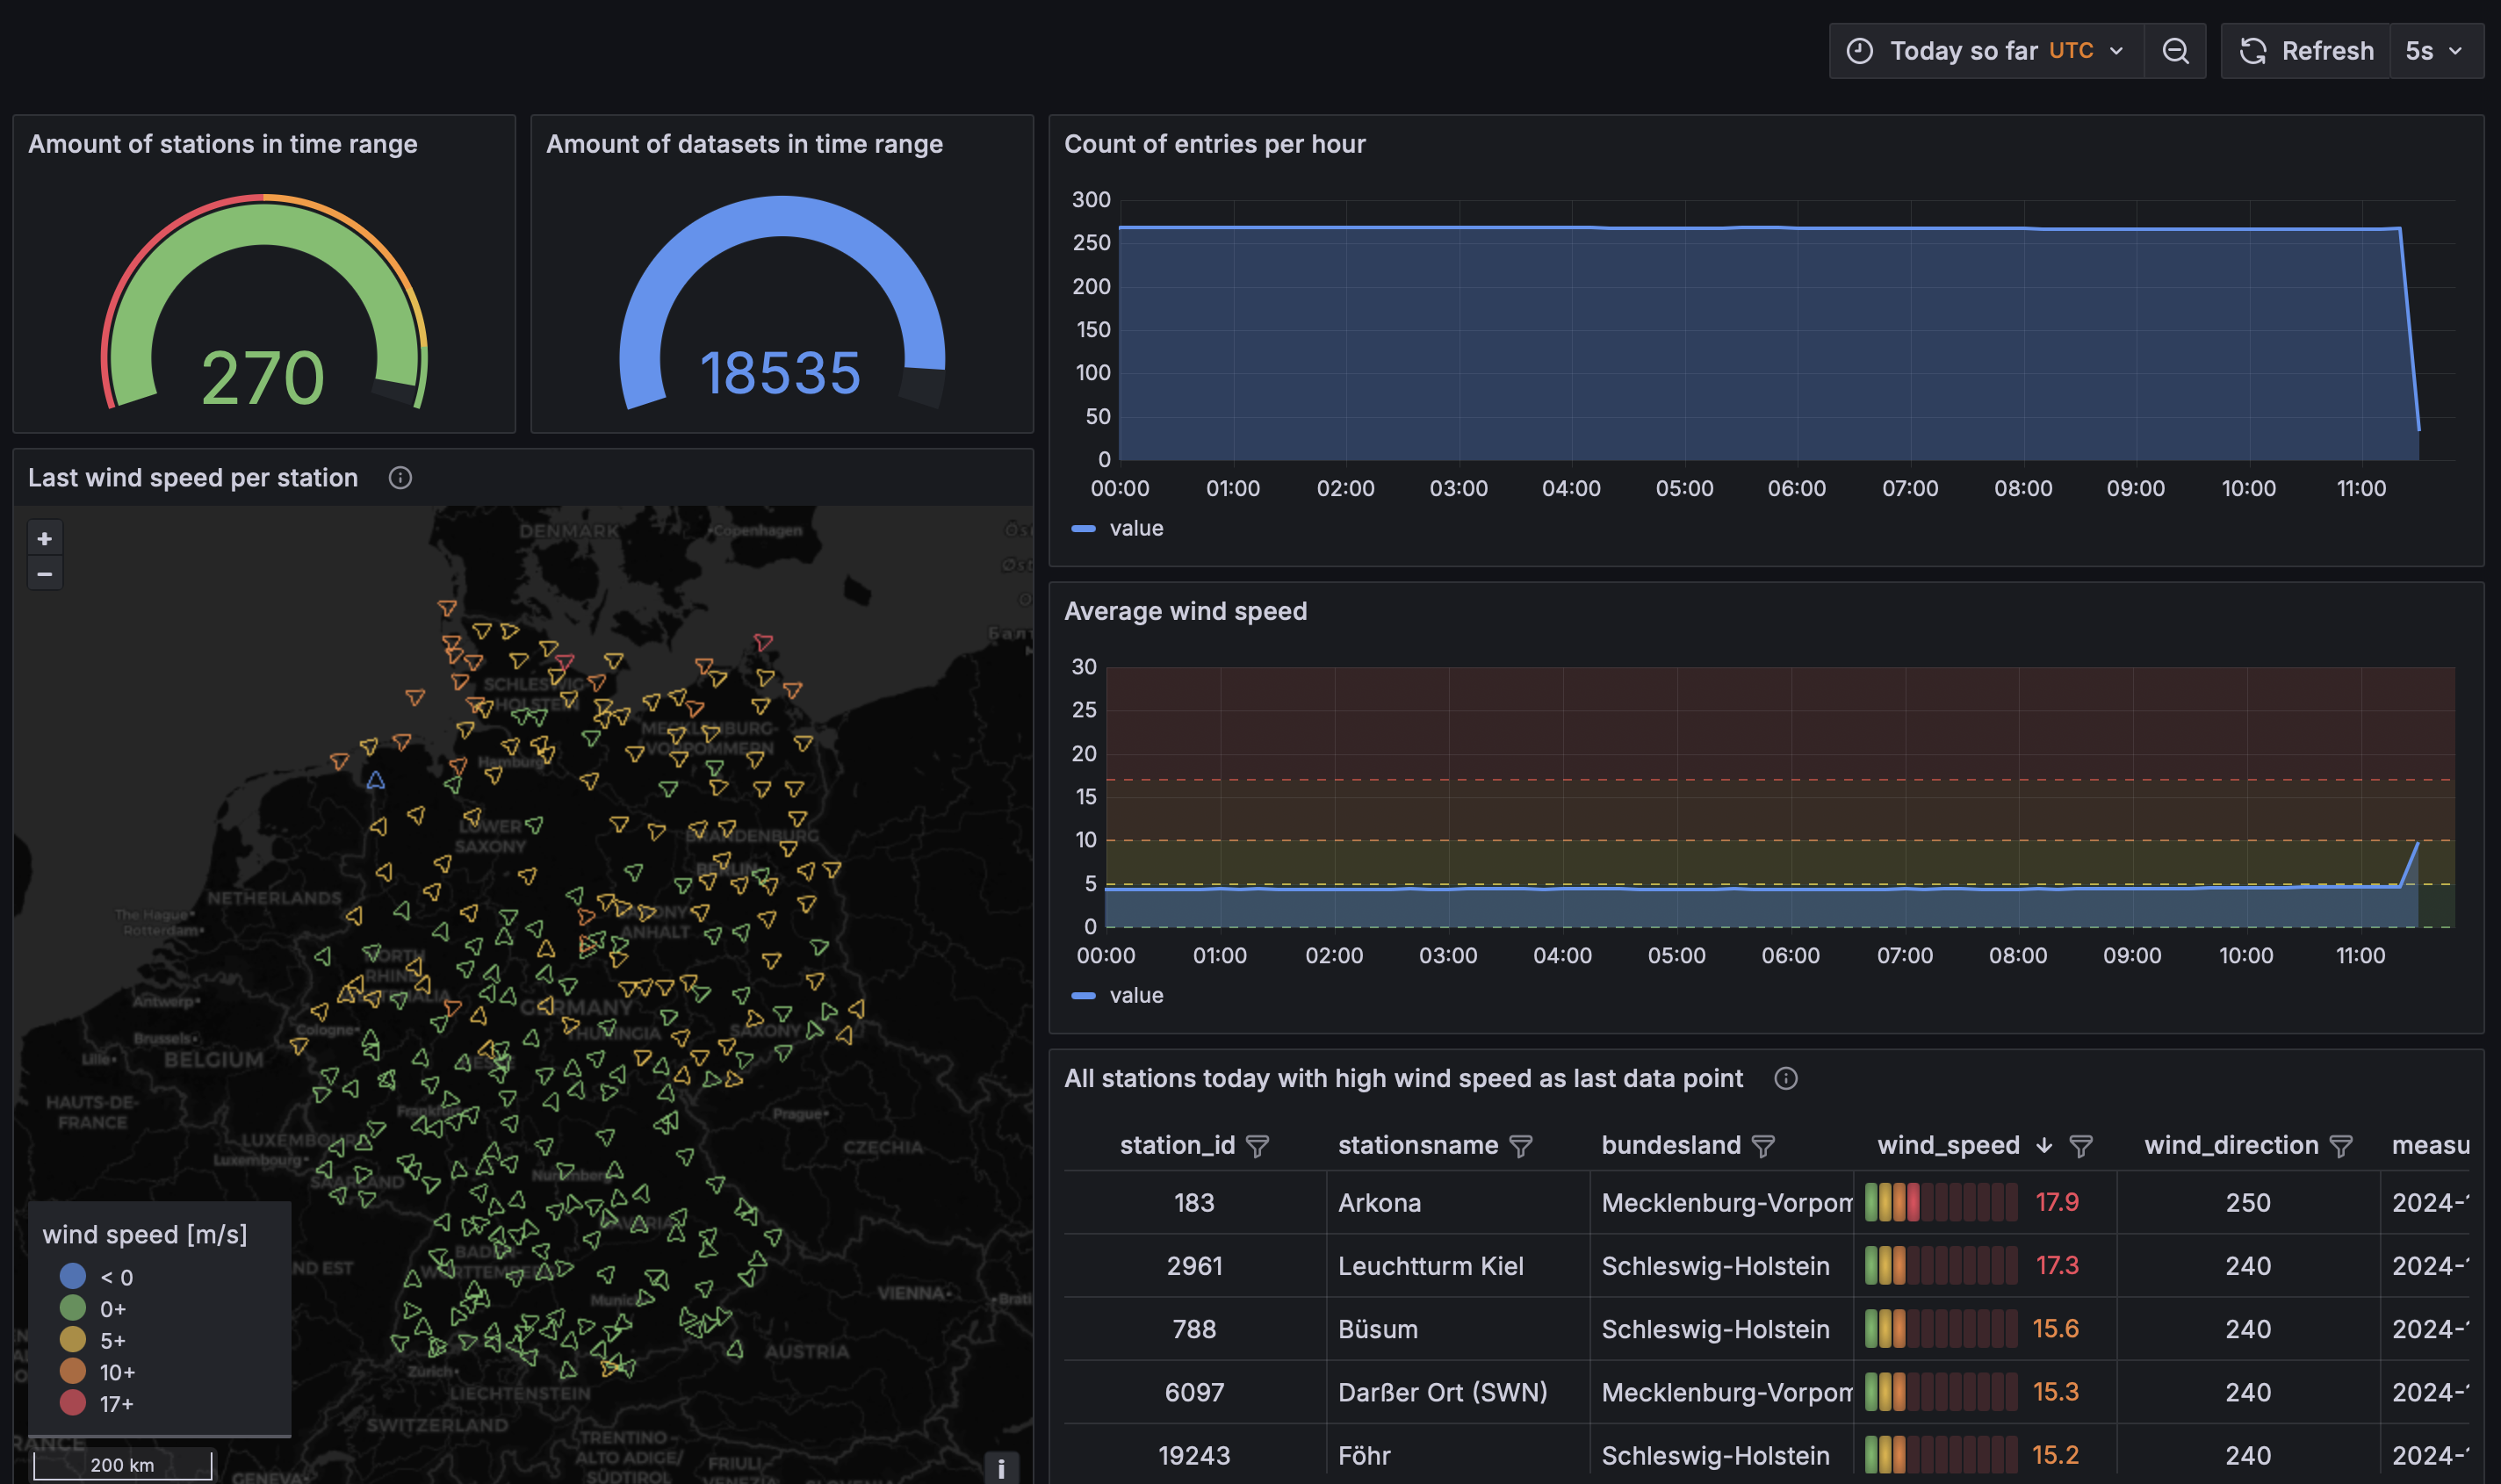 Today so far UTC
Refresh 5s
Amount of stations in time range
270
Amount of datasets in time range
18535
Count of entries per hour
300
250
200
150
100
50
0
00:00 01:00 02:00 03:00 04:00 05:00 06:00 07:00 08:00 09:00 10:00 11:00
value
Last wind speed per station
+
−
DENMARK
Copenhagen
SCHLESWIG-
HOLSTEIN
MECKLENBURG-
VORPOMMERN
Hamburg
LOWER
SAXONY
BRANDENBURG
BERLIN
NETHERLANDS
The Hague
Rotterdam
SAXONY
ANHALT
NORTH
RHINE
Antwerp
GERMANY
Cologne
THURINGIA
SAXONY
Brussels
Lille
BELGIUM
HAUTS-DE-
FRANCE
Frankfurt
Prague
LUXEMBOURG
CZECHIA
Luxembourg
SAARLAND
Nuremberg
BAVARIA
BADEN-
WÜRTTEMBERG
ND EST
Munich
VIENNA
Brati
AUSTRIA
Zürich
LIECHTENSTEIN
SWITZERLAND
RANCE
TRENTINO-
ALTO ADIGE/
SÜDTIROL
FRIULI
VENEZIA
GENEVA
wind speed [m/s]
< 0
0+
5+
10+
17+
200 km
i
Average wind speed
30
25
20
15
10
5
0
00:00 01:00 02:00 03:00 04:00 05:00 06:00 07:00 08:00 09:00 10:00 11:00
value
All stations today with high wind speed as last data point
station_id stationsname bundesland wind_speed wind_direction measu
183 Arkona Mecklenburg-Vorpom 17.9 250 2024-
2961 Leuchtturm Kiel Schleswig-Holstein 17.3 240 2024-
788 Büsum Schleswig-Holstein 15.6 240 2024-
6097 Darßer Ort (SWN) Mecklenburg-Vorpom 15.3 240 2024-
19243 Föhr Schleswig-Holstein 15.2 240 2024-